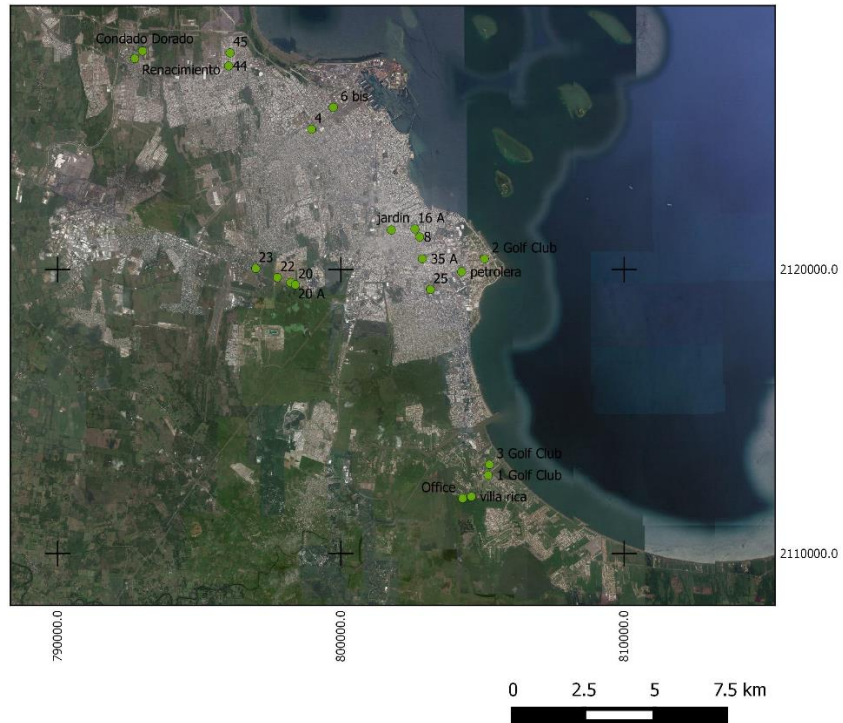 Condado Dorado
45
Renacimiento
44
6 bis
4
jardin
16 A
8
35 A
2 Golf Club
23
22
20
petrolera
20 A
25
2120000.0
3 Golf Club
1 Golf Club
Office
villa rica
2110000.0
790000.0
800000.0
810000.0
0 2.5 5 7.5 km